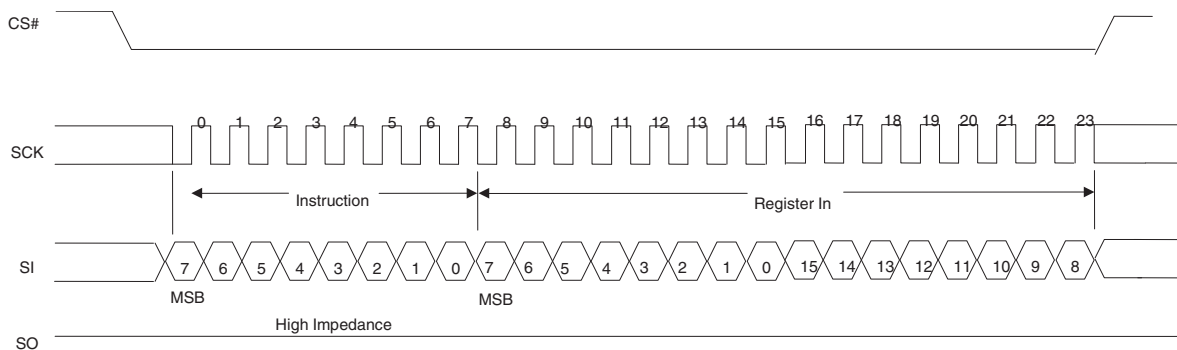 CS#
0 1 2 3 4 5 6 7 8 9 10 11 12 13 14 15 16 17 18 19 20 21 22 23
SCK
Instruction
Register In
SI
7 6 5 4 3 2 1 0 7 6 5 4 3 2 1 0 15 14 13 12 11 10 9 8
MSB MSB
High Impedance
SO